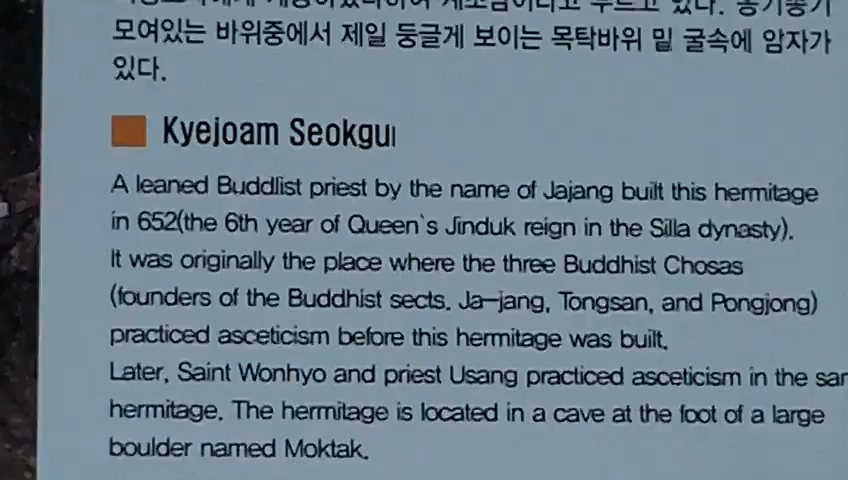 모여있는 바위중에서 제일 둥글게 보이는 목탁바위 밑 굴속에 암자가
있다.
Kyejoam Seokgul
A leaned Buddlist priest by the name of Jajang built this hermitage
in 652(the 6th year of Queen`s Jinduk reign in the Silla dynasty).
It was originally the place where the three Buddhist Chosas
(founders of the Buddhist sects. Ja-jang, Tongsan, and Pongjong)
practiced asceticism before this hermitage was built.
Later, Saint Wonhyo and priest Usang practiced asceticism in the
hermitage. The hermitage is located in a cave at the foot of a large
boulder named Moktak.